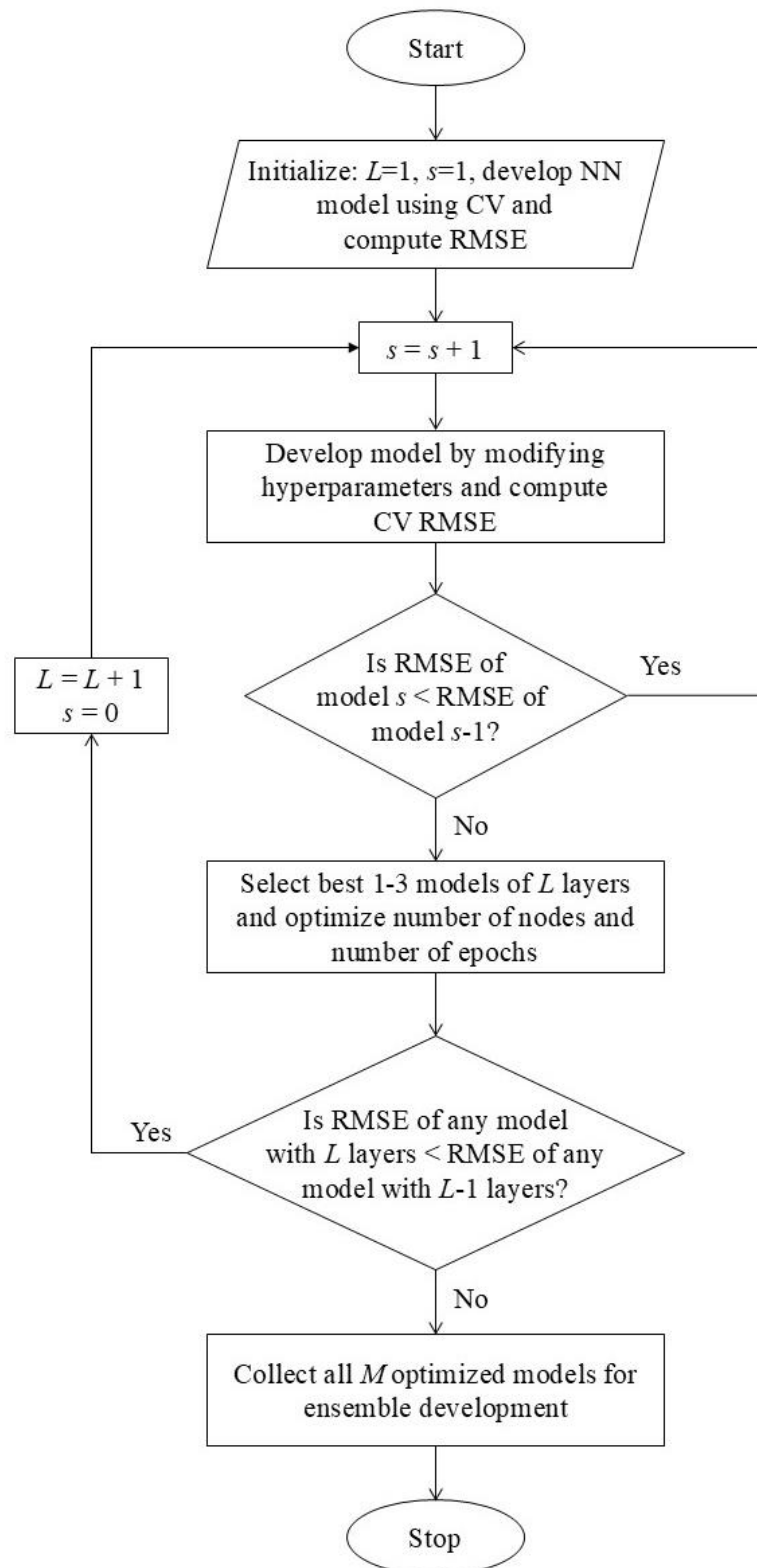 Start
Initialize: L=1, s=1, develop NN
model using CV and
compute RMSE
s = s + 1
Develop model by modifying
hyperparameters and compute
CV RMSE
L = L + 1
s = 0
Is RMSE of
model s < RMSE of
model s-1?
Yes
No
Select best 1-3 models of L layers
and optimize number of nodes and
number of epochs
Yes
Is RMSE of any model
with L layers < RMSE of any
model with L-1 layers?
No
Collect all M optimized models for
ensemble development
Stop